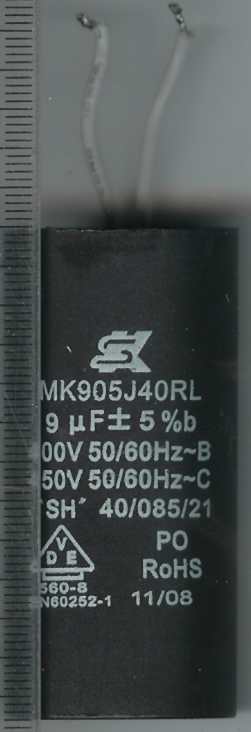 MK905J40RL
9 µF± 5 %b
00V 50/60Hz~B
50V 50/60Hz~C
SH´ 40/085/21
VDE
PO
RoHS
560-8
N60252-1 11/08